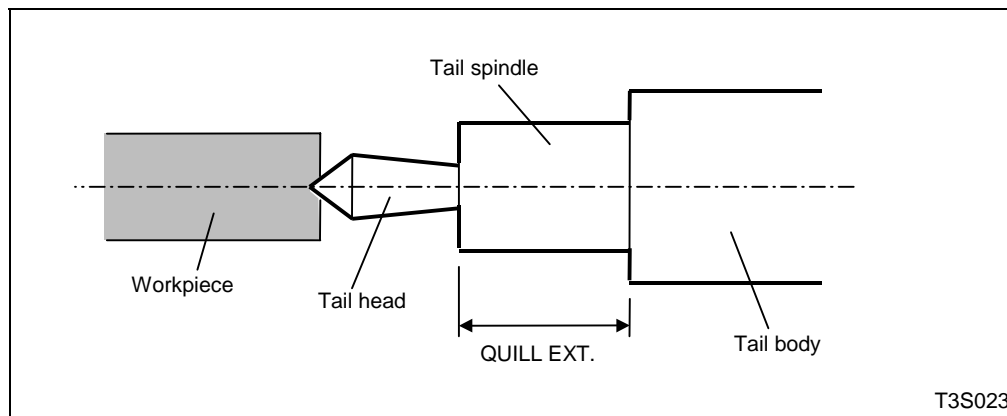 Tail spindle
Workpiece
Tail head
QUILL EXT.
Tail body
T3S023